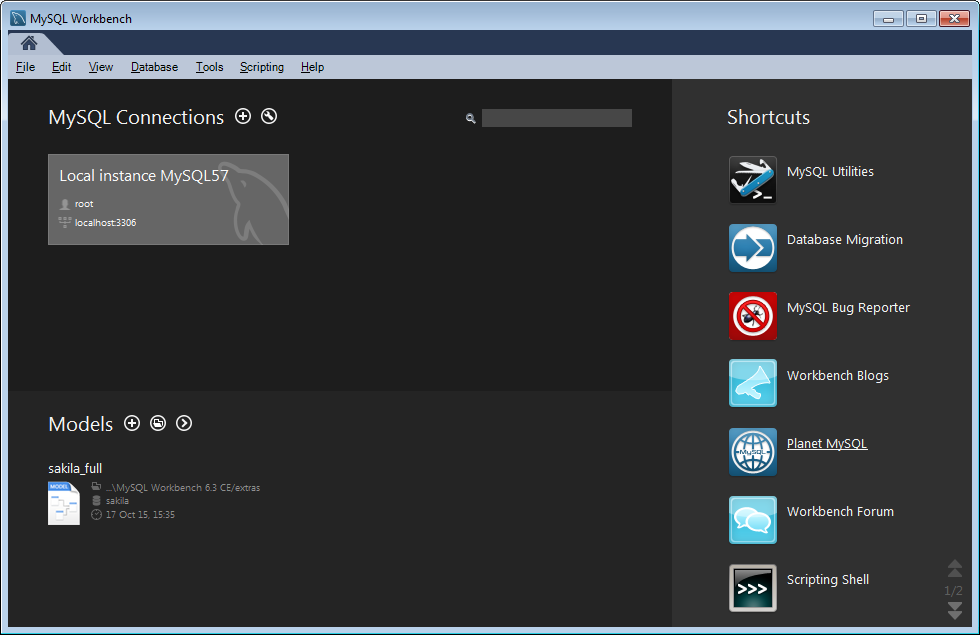 MySQL Workbench
File Edit View Database Tools Scripting Help
MySQL Connections
Local instance MySQL57
root
localhost:3306
Models
sakila_full
MODEL
...\MySQL Workbench 6.3 CE/extras
sakila
17 Oct 15, 15:35
Shortcuts
>_
MySQL Utilities
Database Migration
MySQL Bug Reporter
Workbench Blogs
MySQL
Planet MySQL
Workbench Forum
>>>
Scripting Shell
1/2